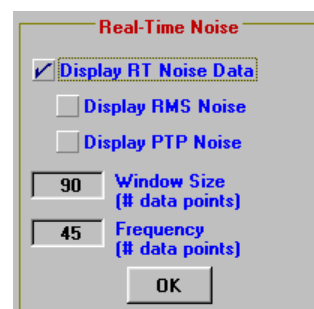 Real-Time Noise
Display RT Noise Data
Display RMS Noise
Display PTP Noise
90 Window Size
(# data points)
45 Frequency
(# data points)
OK